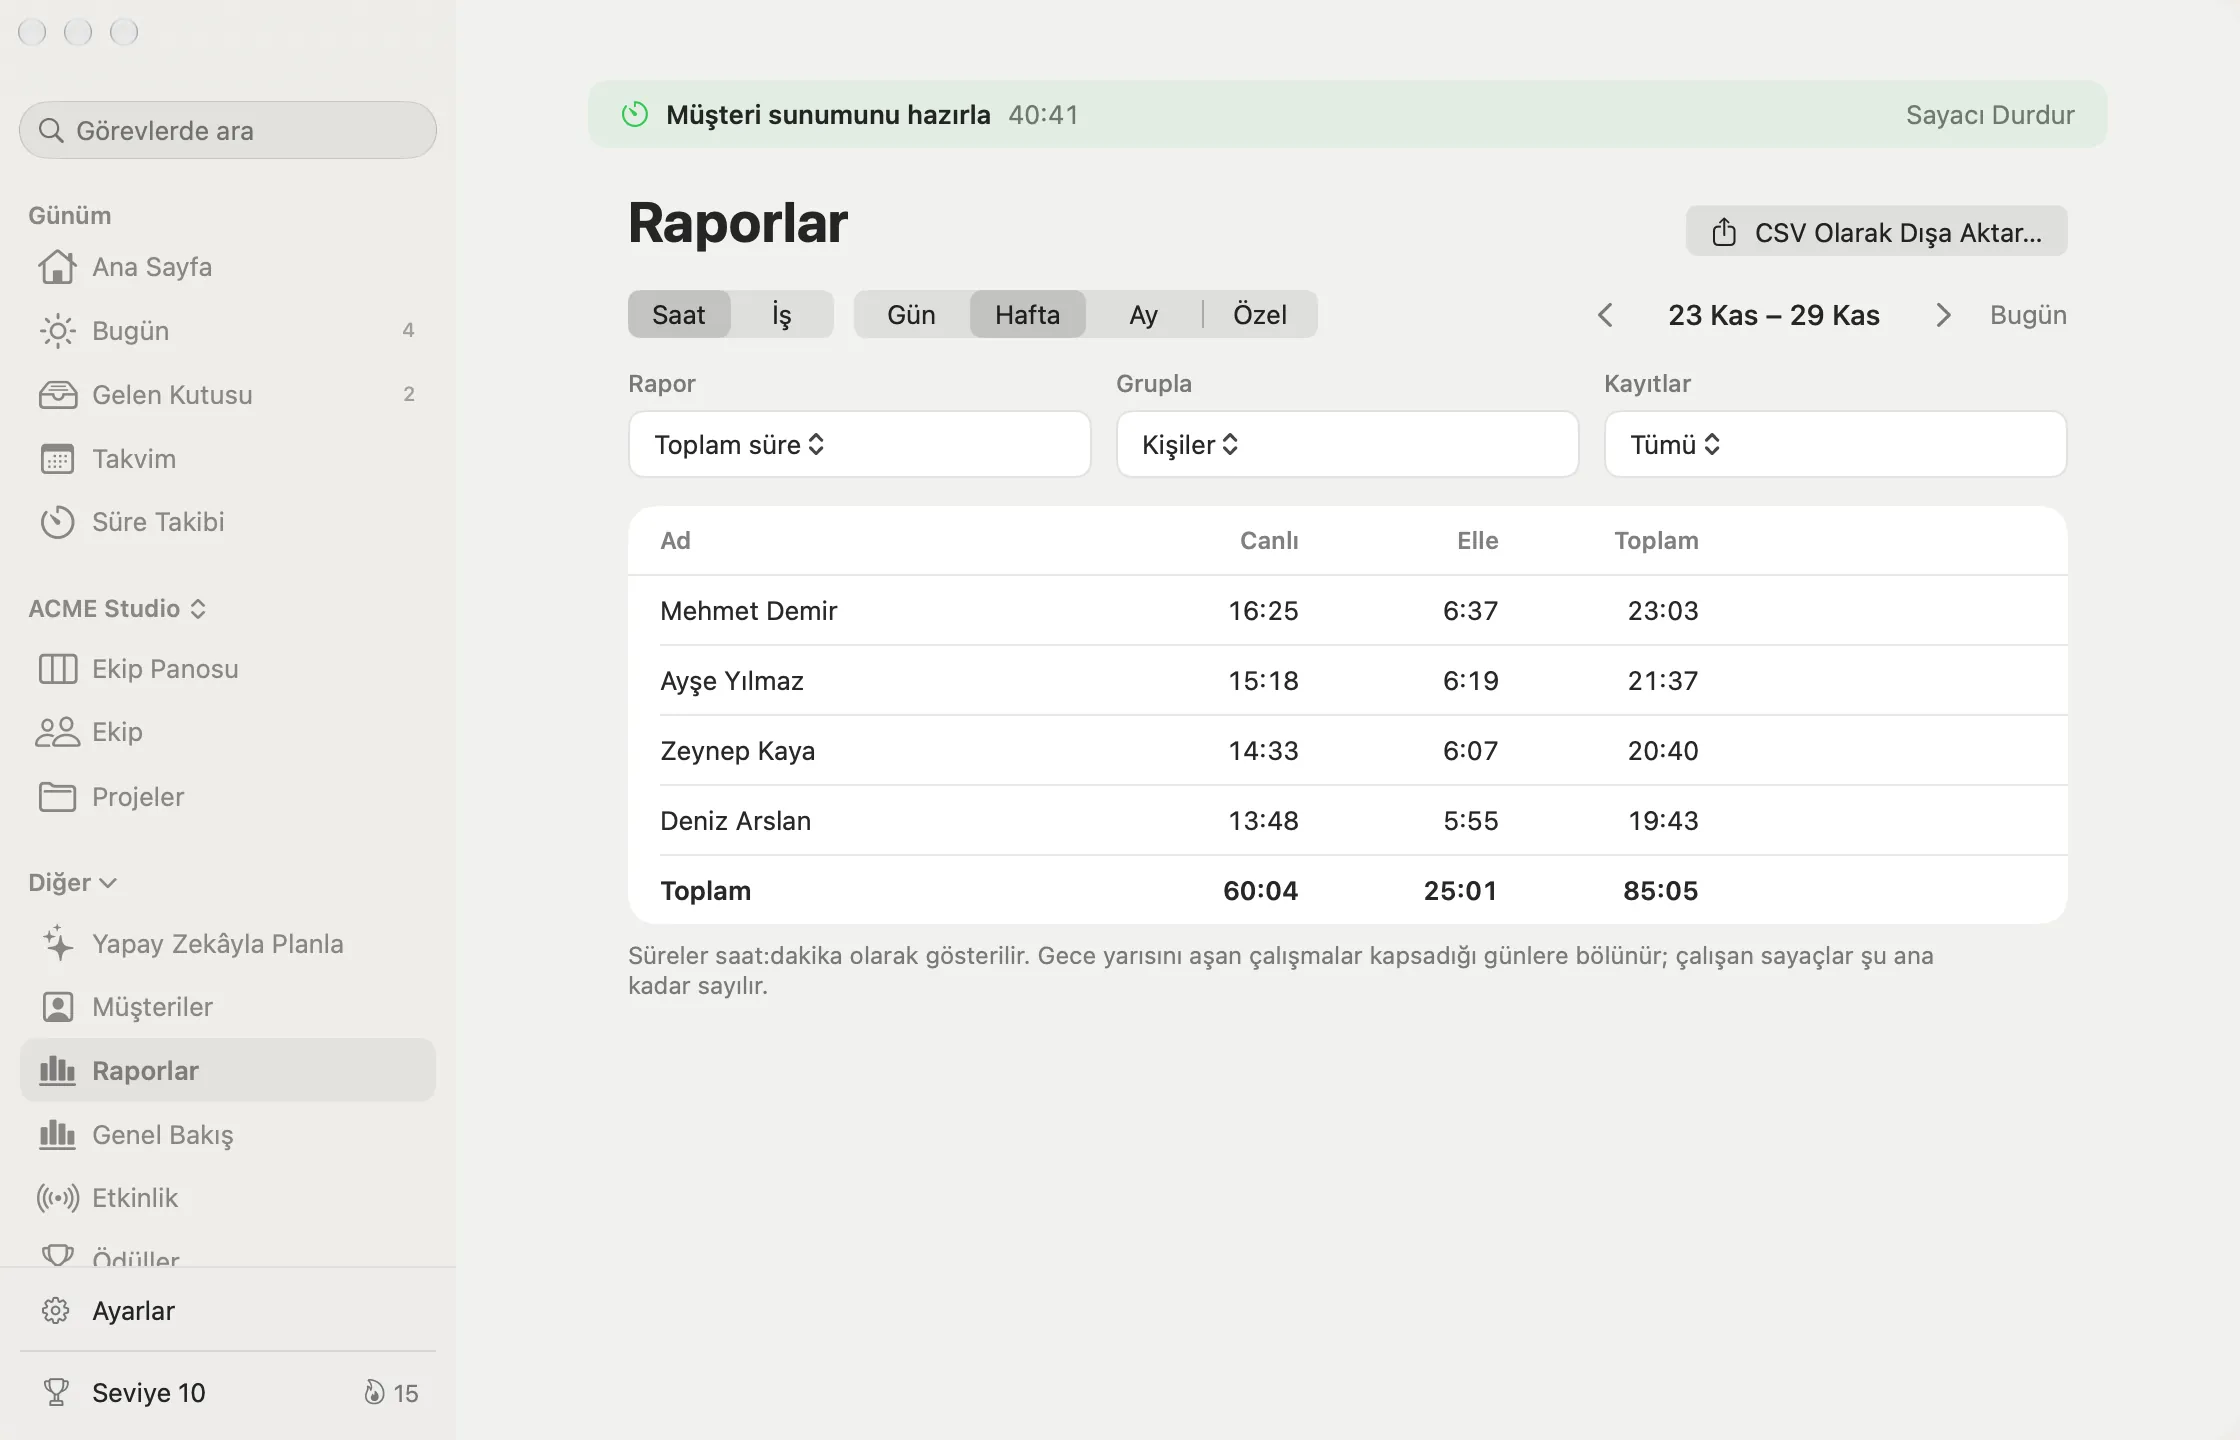 Görevlerde ara
Günüm
Ana Sayfa
Bugün 4
Gelen Kutusu 2
Takvim
Süre Takibi
ACME Studio
Ekip Panosu
Ekip
Projeler
Diğer
Yapay Zekâyla Planla
Müşteriler
Raporlar
Genel Bakış
Etkinlik
Ödüller
Ayarlar
Seviye 10 15
Müşteri sunumunu hazırla 40:41 Sayacı Durdur
Raporlar
CSV Olarak Dışa Aktar...
Saat İş Gün Hafta Ay Özel 23 Kas – 29 Kas Bugün
Rapor Grupla Kayıtlar
Toplam süre Kişiler Tümü
Ad Canlı Elle Toplam
Mehmet Demir 16:25 6:37 23:03
Ayşe Yılmaz 15:18 6:19 21:37
Zeynep Kaya 14:33 6:07 20:40
Deniz Arslan 13:48 5:55 19:43
Toplam 60:04 25:01 85:05
Süreler saat:dakika olarak gösterilir. Gece yarısını aşan çalışmalar kapsadığı günlere bölünür; çalışan sayaçlar şu ana
kadar sayılır.